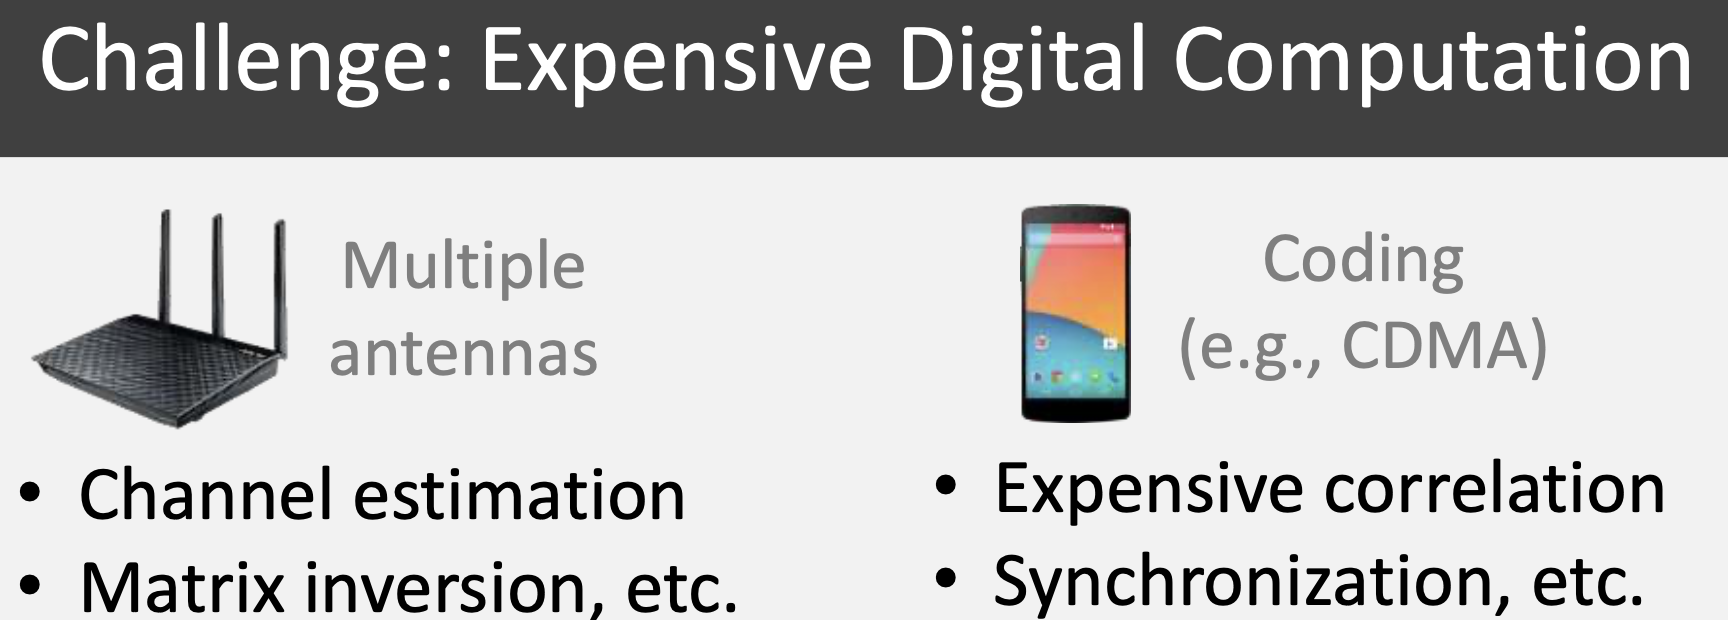 Challenge: Expensive Digital Computation
Multiple
antennas
• Channel estimation
• Matrix inversion, etc.
Coding
(e.g., CDMA)
• Expensive correlation
• Synchronization, etc.